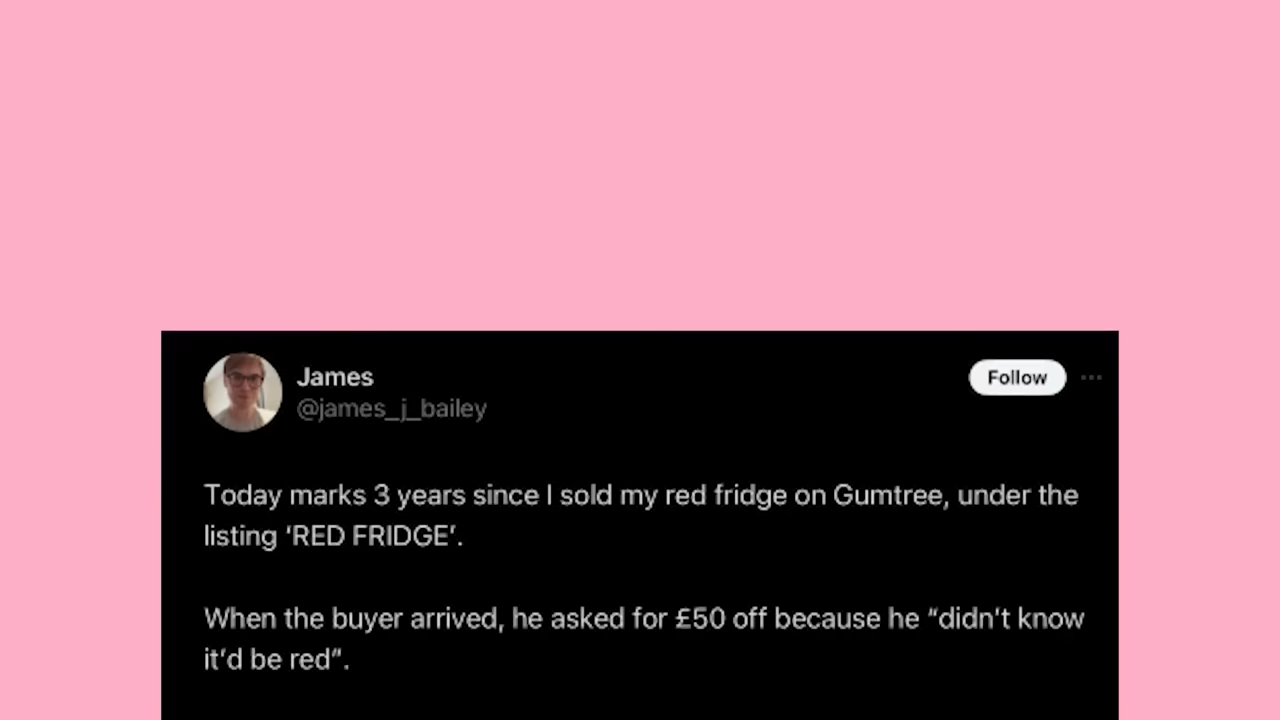 James
Follow
@james_j_bailey
Today marks 3 years since I sold my red fridge on Gumtree, under the
listing ‘RED FRIDGE’.
When the buyer arrived, he asked for £50 off because he “didn’t know
it’d be red”.